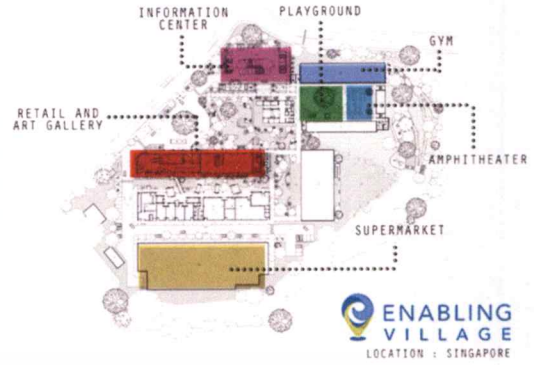 INFORMATION
CENTER
PLAYGROUND
GYM
RETAIL AND
ART GALLERY
AMPHITHEATER
SUPERMARKET
ENABLING
VILLAGE
LOCATION : SINGAPORE